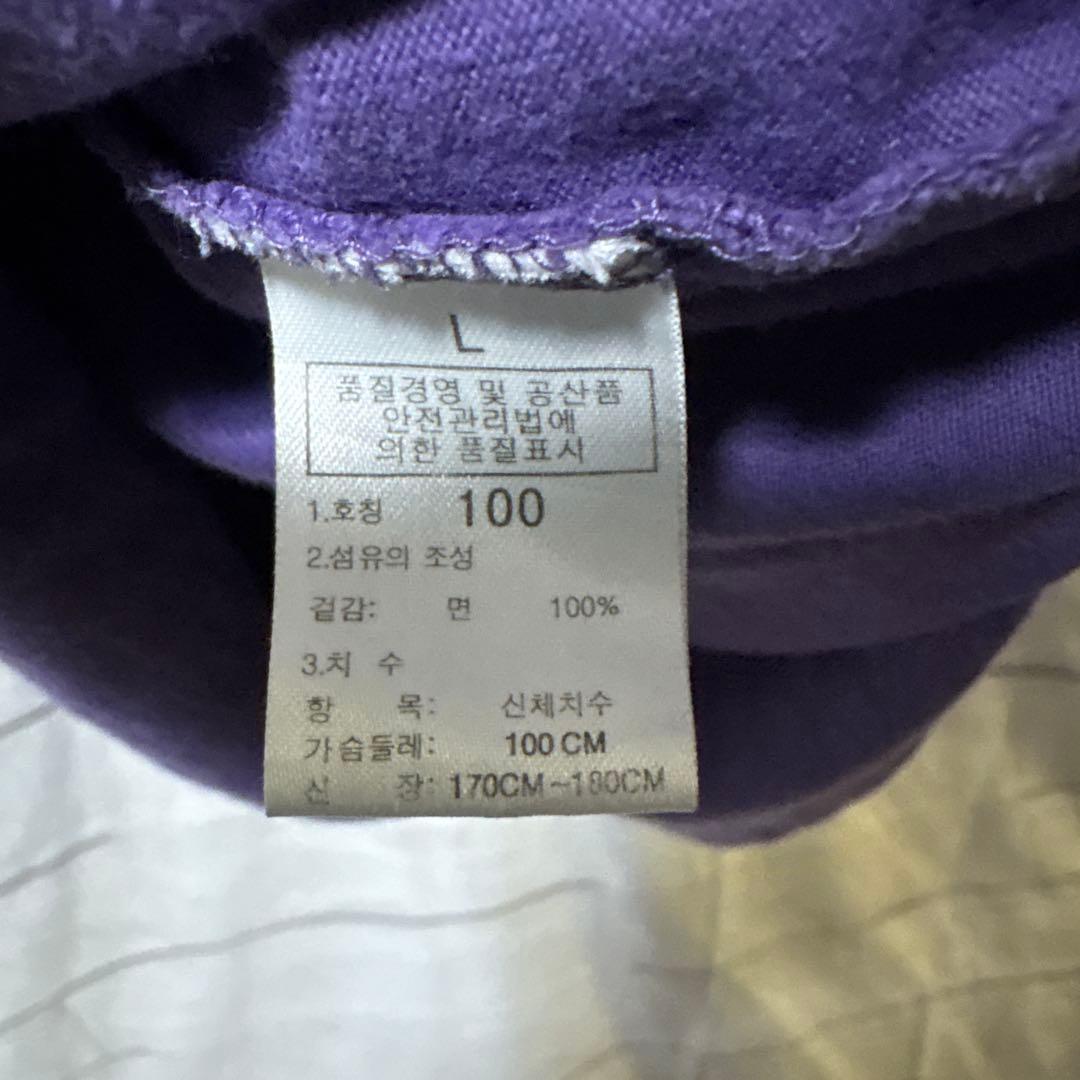 L
품질경영 및 공산품
안전관리법에
의한 품질표시
1.호칭 100
2.섬유의 조성
겉감: 면 100%
3.치 수
항 목: 신체치수
가슴둘레: 100 CM
신 장: 170CM~180CM